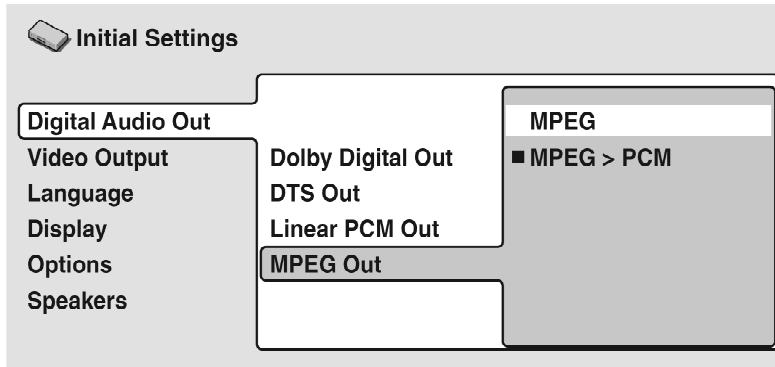 Initial Settings
Digital Audio Out
Video Output
Language
Display
Options
Speakers
Dolby Digital Out
DTS Out
Linear PCM Out
MPEG Out
MPEG
■ MPEG > PCM